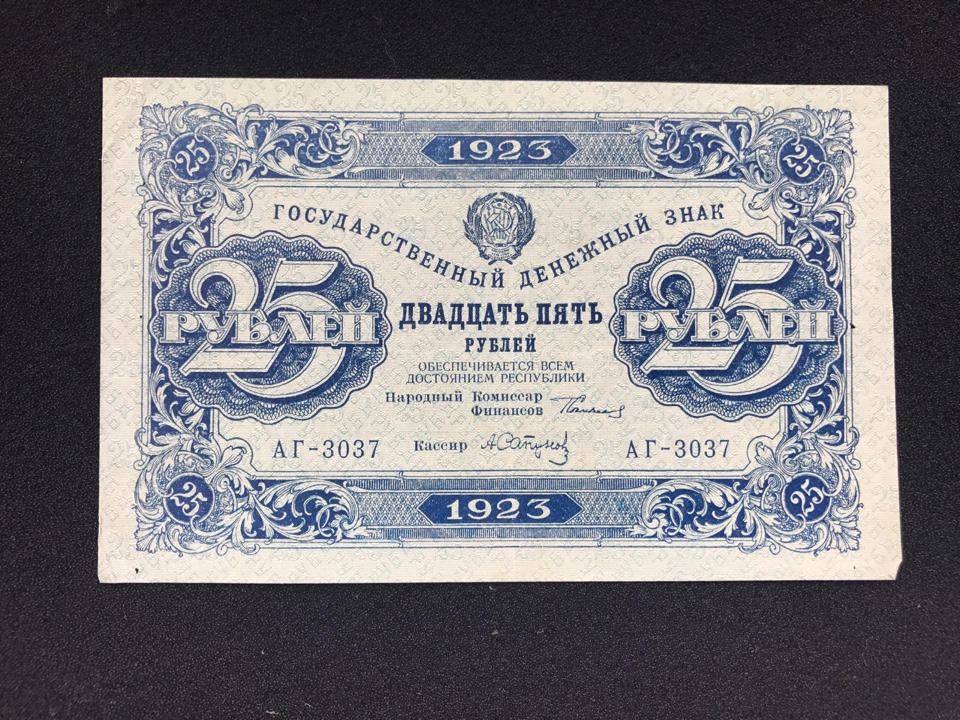 1923
25 25
ГОСУДАРСТВЕННЫЙ ДЕНЕЖНЫЙ ЗНАК
25 РУБЛЕЙ
ДВАДЦАТЬ ПЯТЬ
РУБЛЕЙ
25 РУБЛЕЙ
ОБЕСПЕЧИВАЕТСЯ ВСЕМ
ДОСТОЯНИЕМ РЕСПУБЛИКИ
Народный Комиссар
Финансов
АГ-3037 Кассир А Сапунов АГ-3037
25 25
1923